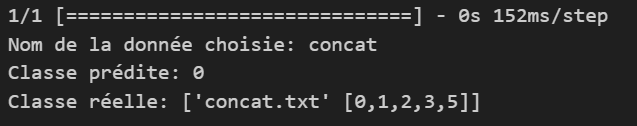 1/1 [==============================] - 0s 152ms/step
Nom de la donnée choisie: concat
Classe prédite: 0
Classe réelle: ['concat.txt' [0,1,2,3,5]]